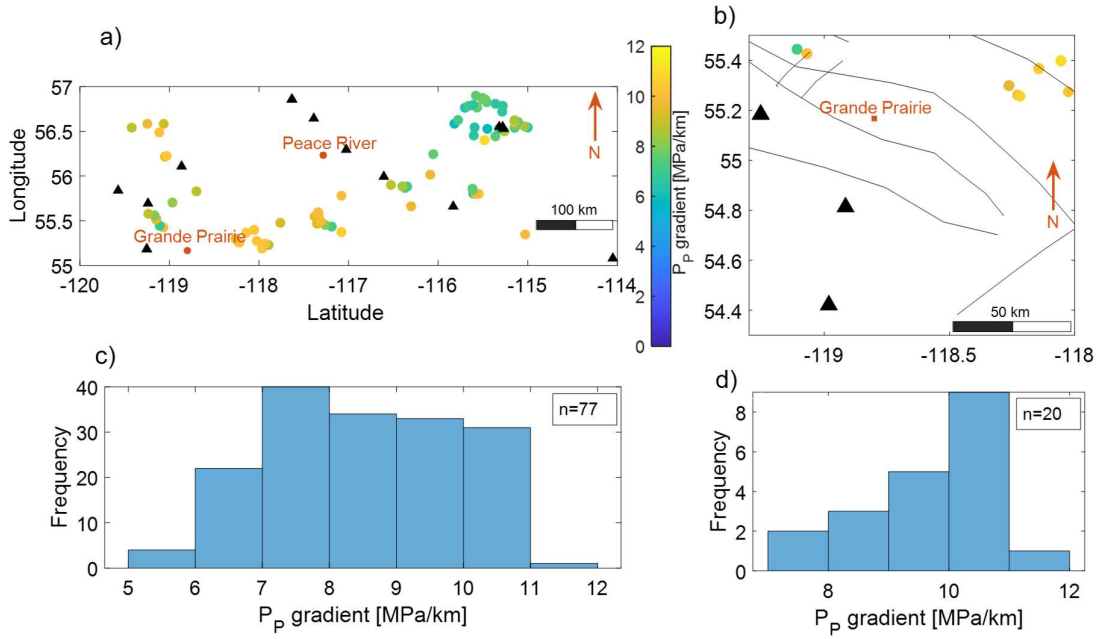 a)
57
56.5
56
55.5
55
Longitude
-120
-119
-118
-117
-116
-115
-114
Latitude
Peace River
Grande Prairie
N
100 km
12
10
8
6
4
2
0
P_P gradient [MPa/km]
b)
55.4
55.2
55
54.8
54.6
54.4
Grande Prairie
N
50 km
-119
-118.5
-118
c)
40
30
20
10
0
Frequency
n=77
5
6
7
8
9
10
11
12
P_P gradient [MPa/km]
d)
8
6
4
2
0
Frequency
n=20
8
10
12
P_P gradient [MPa/km]